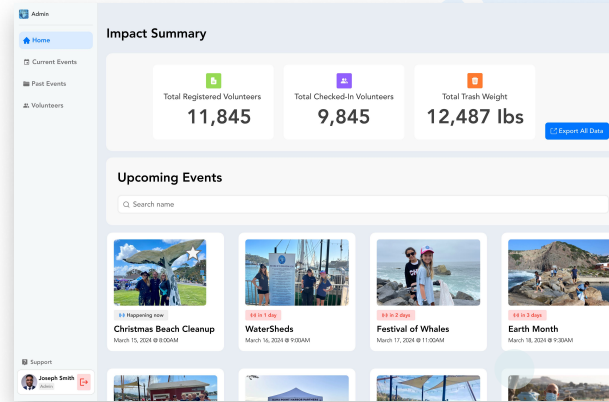 Admin
Home
Current Events
Past Events
Volunteers
Support
Joseph Smith
Admin
Impact Summary
Total Registered Volunteers
11,845
Total Checked-In Volunteers
9,845
Total Trash Weight
12,487 lbs
Export All Data
Upcoming Events
Search name
Happening now
Christmas Beach Cleanup
March 15, 2024 @ 8:00AM
in 1 day
WaterSheds
March 16, 2024 @ 9:00AM
in 2 days
Festival of Whales
March 17, 2024 @ 11:00AM
in 3 days
Earth Month
March 18, 2024 @ 9:30AM